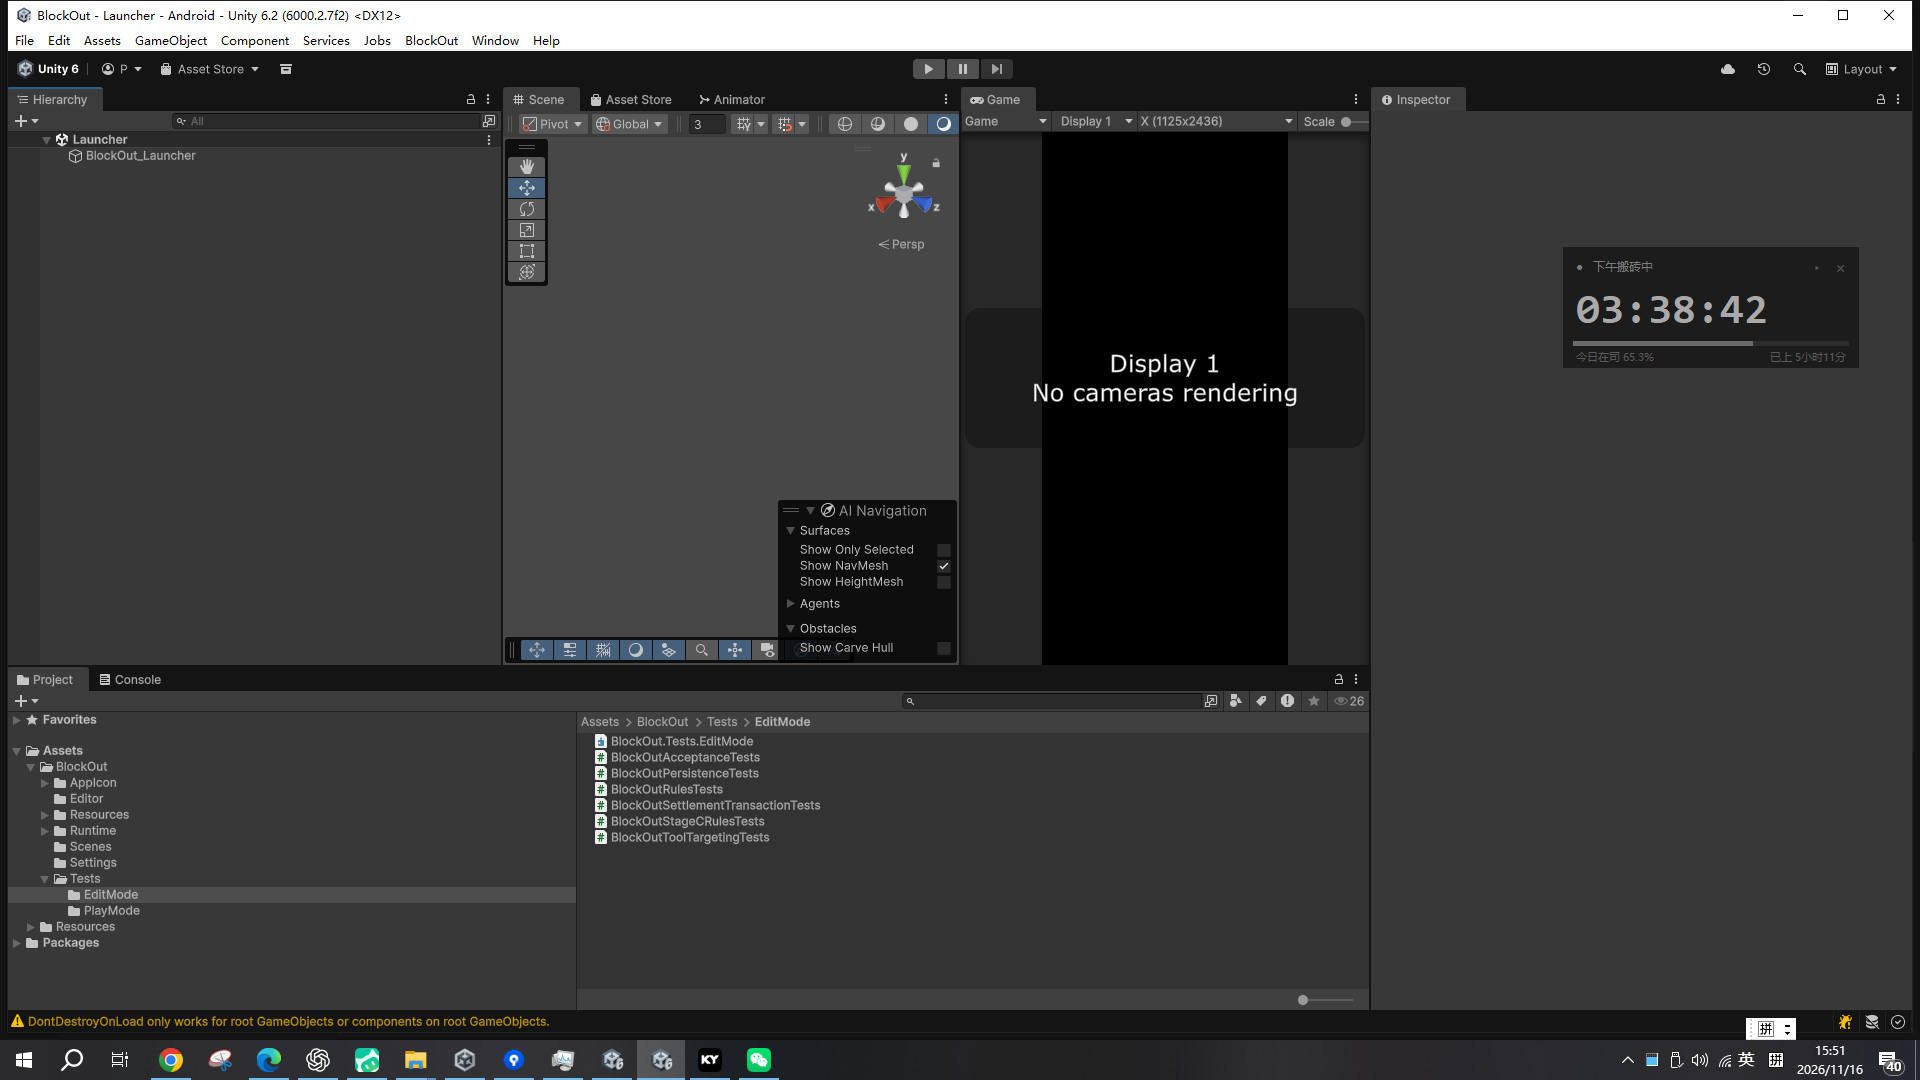 BlockOut - Launcher - Android - Unity 6.2 (6000.2.7f2) <DX12>
File Edit Assets GameObject Component Services Jobs BlockOut Window Help
Unity 6 P Asset Store Layout
Hierarchy
All
Launcher
BlockOut_Launcher
Scene Asset Store Animator
Pivot Global 3
y
x z
Persp
AI Navigation
Surfaces
Show Only Selected
Show NavMesh
Show HeightMesh
Agents
Obstacles
Show Carve Hull
Game
Game Display 1 X (1125x2436) Scale
Display 1
No cameras rendering
Inspector
下午搬砖中
03:38:42
今日在司 65.3% 已上 5小时11分
Project Console
26
Favorites
Assets
BlockOut
AppIcon
Editor
Resources
Runtime
Scenes
Settings
Tests
EditMode
PlayMode
Resources
Packages
Assets > BlockOut > Tests > EditMode
BlockOut.Tests.EditMode
BlockOutAcceptanceTests
BlockOutPersistenceTests
BlockOutRulesTests
BlockOutSettlementTransactionTests
BlockOutStageCRulesTests
BlockOutToolTargetingTests
DontDestroyOnLoad only works for root GameObjects or components on root GameObjects.
拼
KY
英 拼
15:51
2026/11/16
40